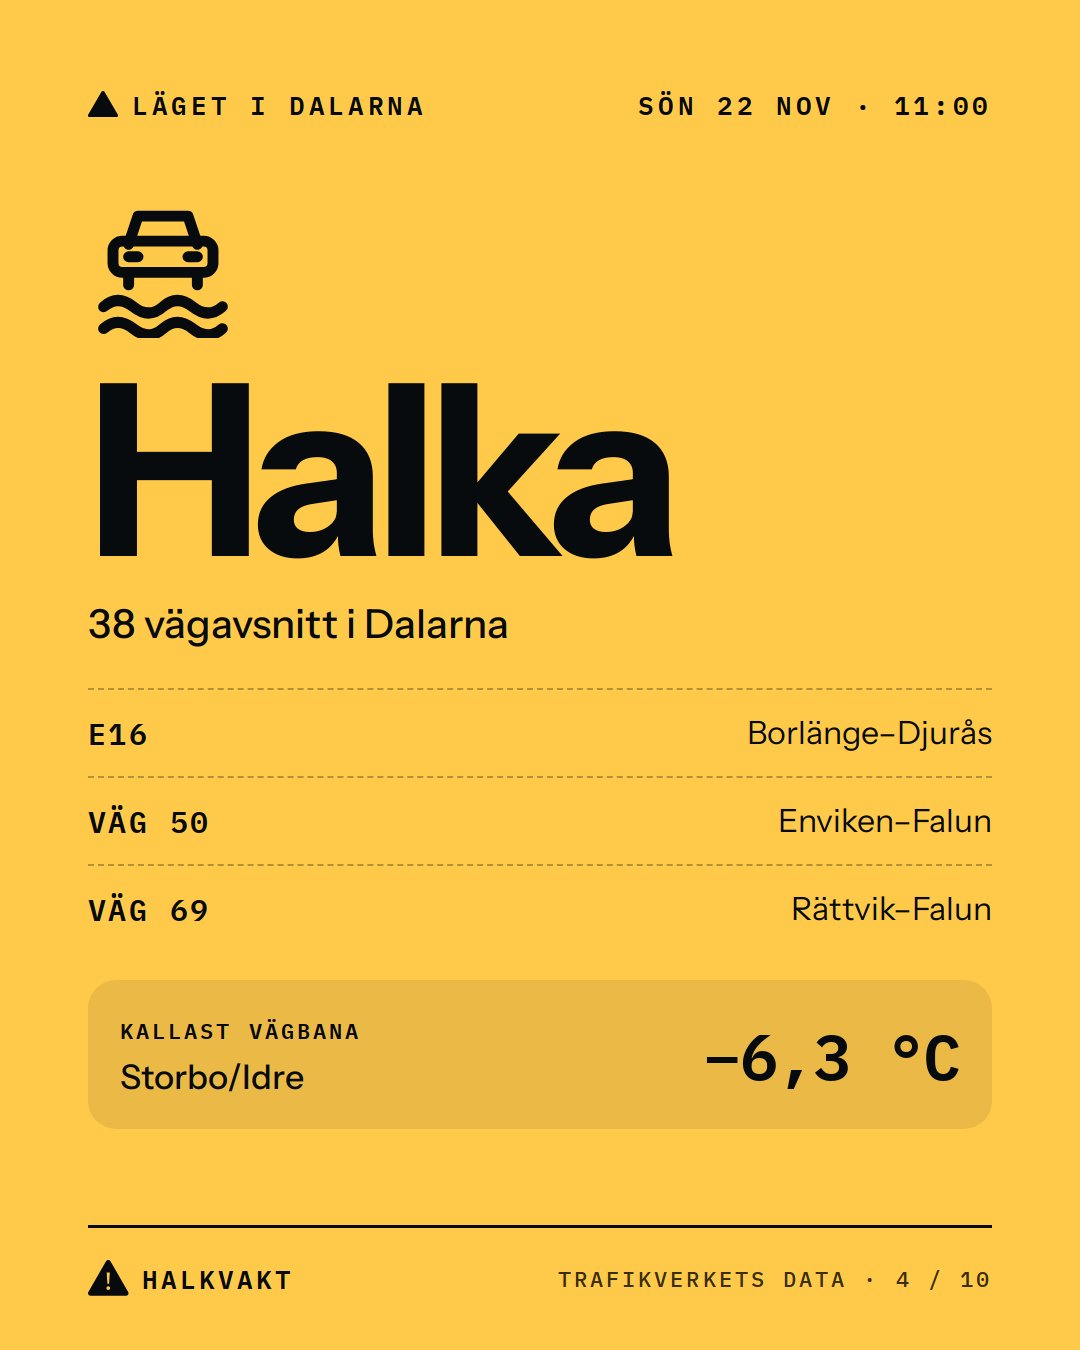 LÄGET I DALARNA
SÖN 22 NOV · 11:00
Halka
38 vägavsnitt i Dalarna
E16 Borlänge–Djurås
VÄG 50 Enviken–Falun
VÄG 69 Rättvik–Falun
KALLAST VÄGBANA
Storbo/Idre
−6,3 °C
HALKVAKT
TRAFIKVERKETS DATA · 4 / 10